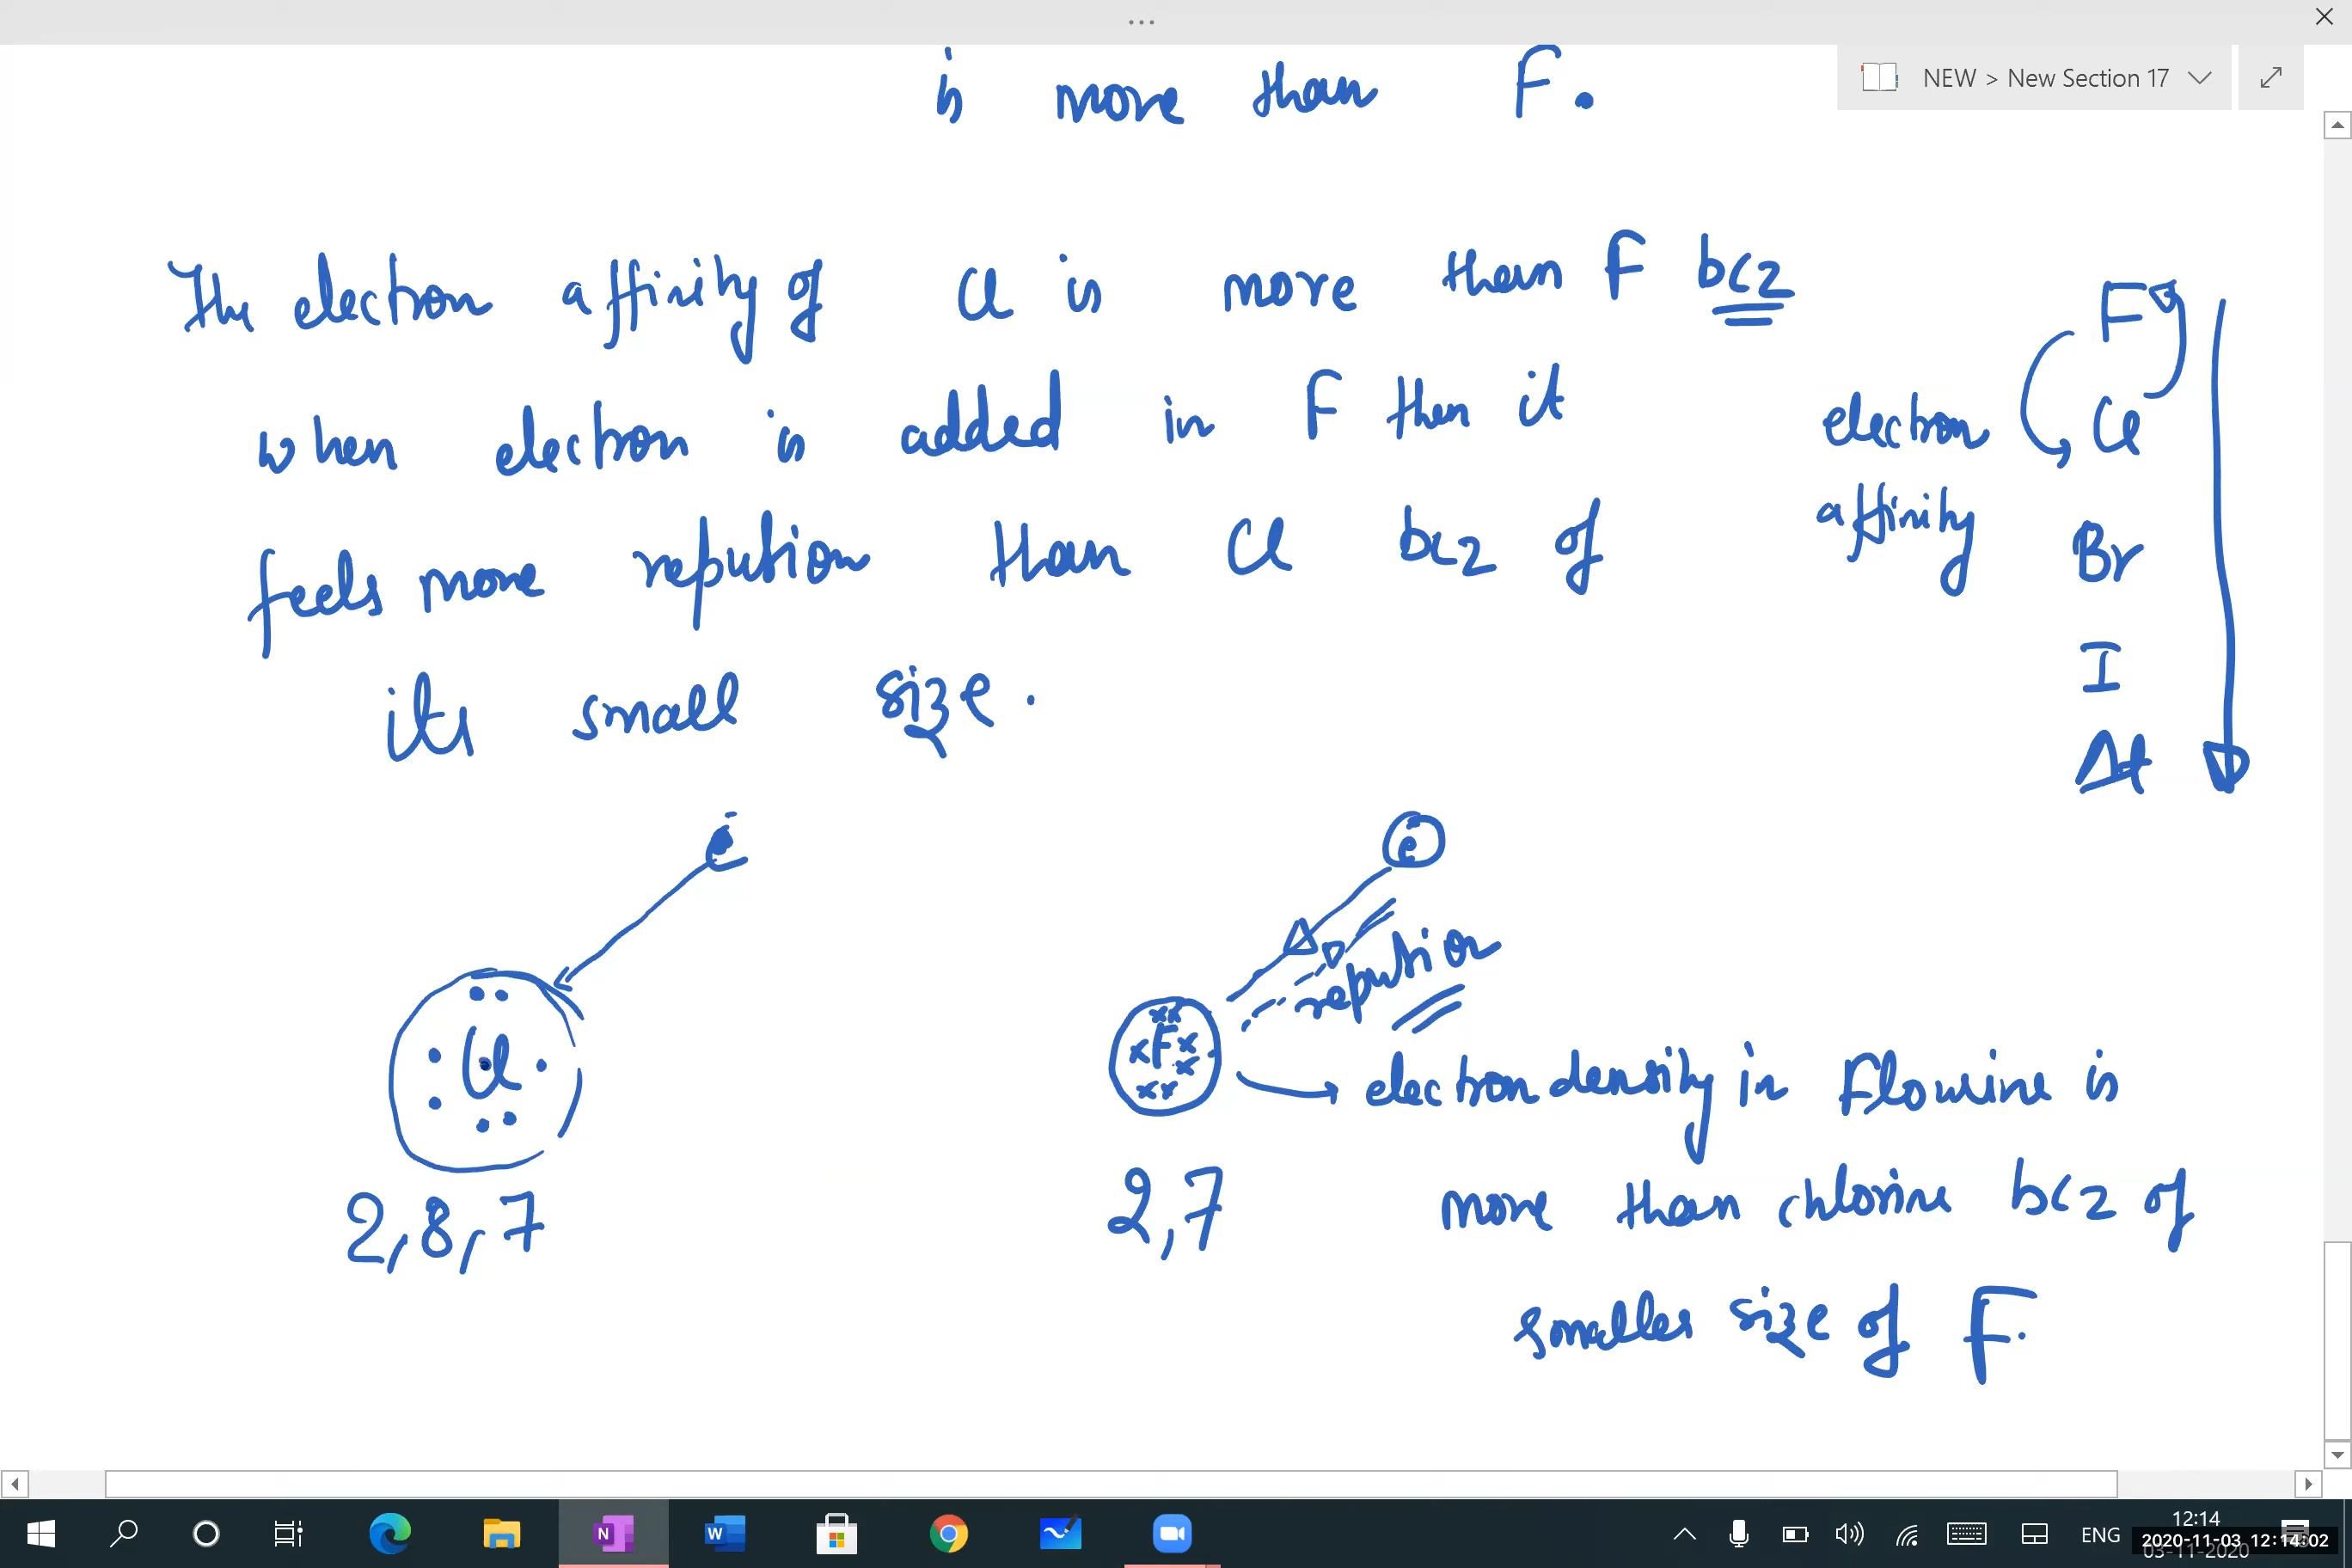 ...
NEW > New Section 17
is more than F.
The electron affinity of Cl is more than F bcz
when electron is added in F then it
feels more repulsion than Cl bcz of
its small size.
F
Cl
Br
I
At
electron
affinity
e
e
repulsion
Cl
F
2,8,7
2,7
electron density in Flourine is
more than chlorine bcz of
smaller size of F.
N
W
ENG
12:14
2020-11-03 12:14:02
03-11-2020